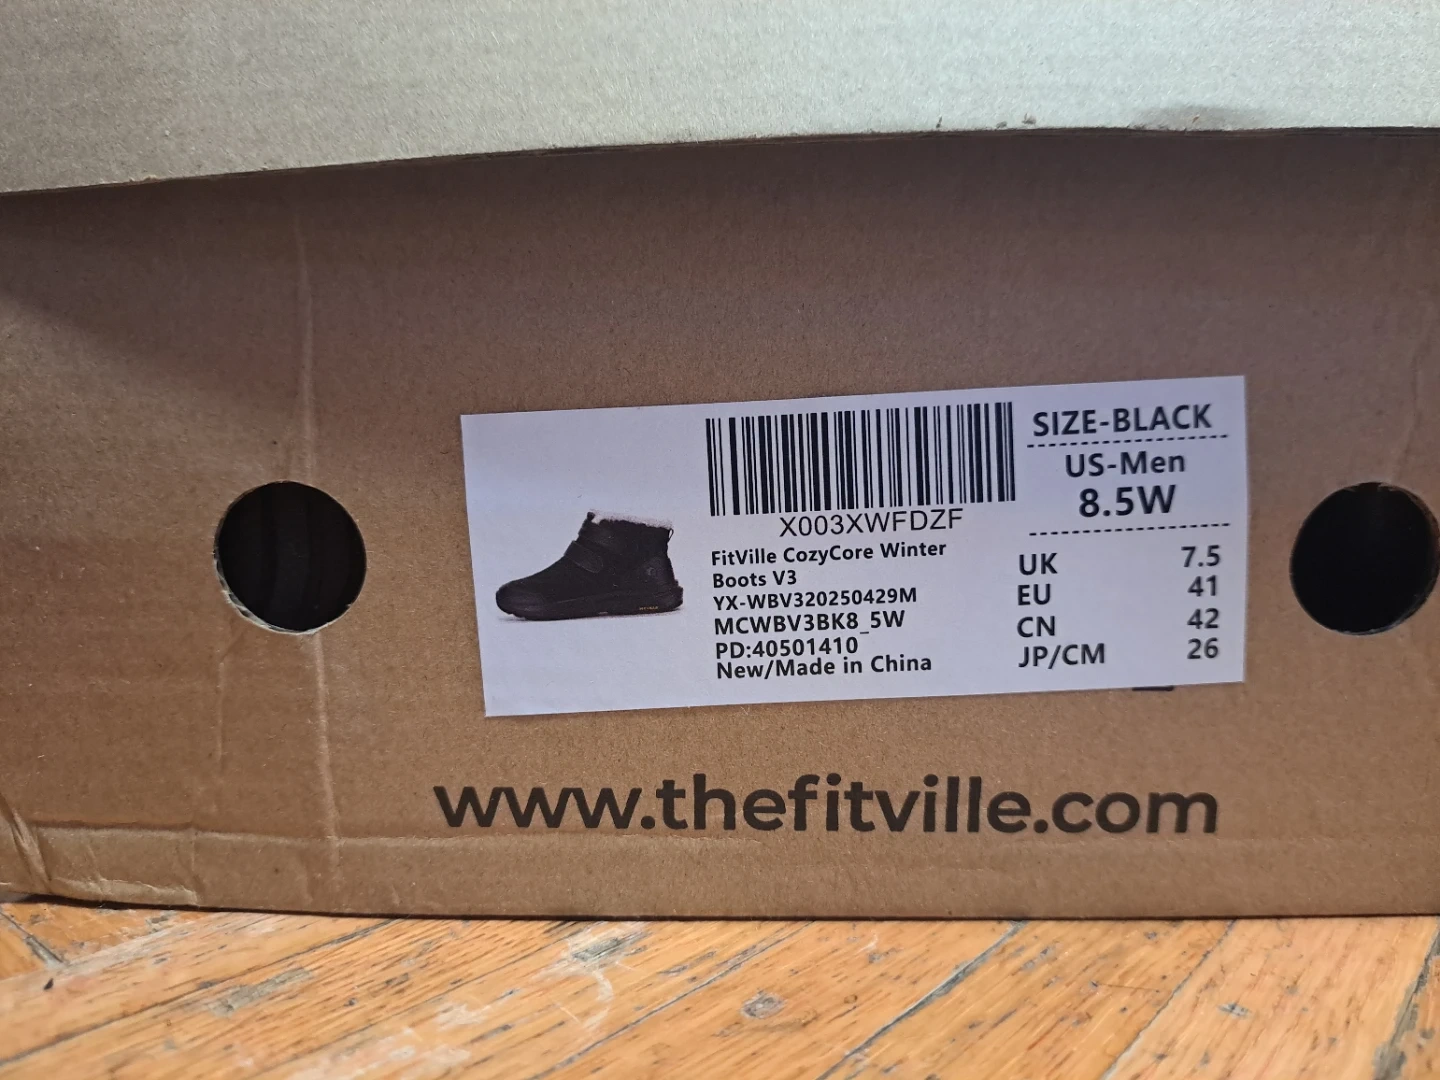 X003XWFDZF
FitVille CozyCore Winter
Boots V3
YX-WBV320250429M
MCWBV3BK8_5W
PD:40501410
New/Made in China
SIZE-BLACK
US-Men
8.5W
UK 7.5
EU 41
CN 42
JP/CM 26
www.thefitville.com